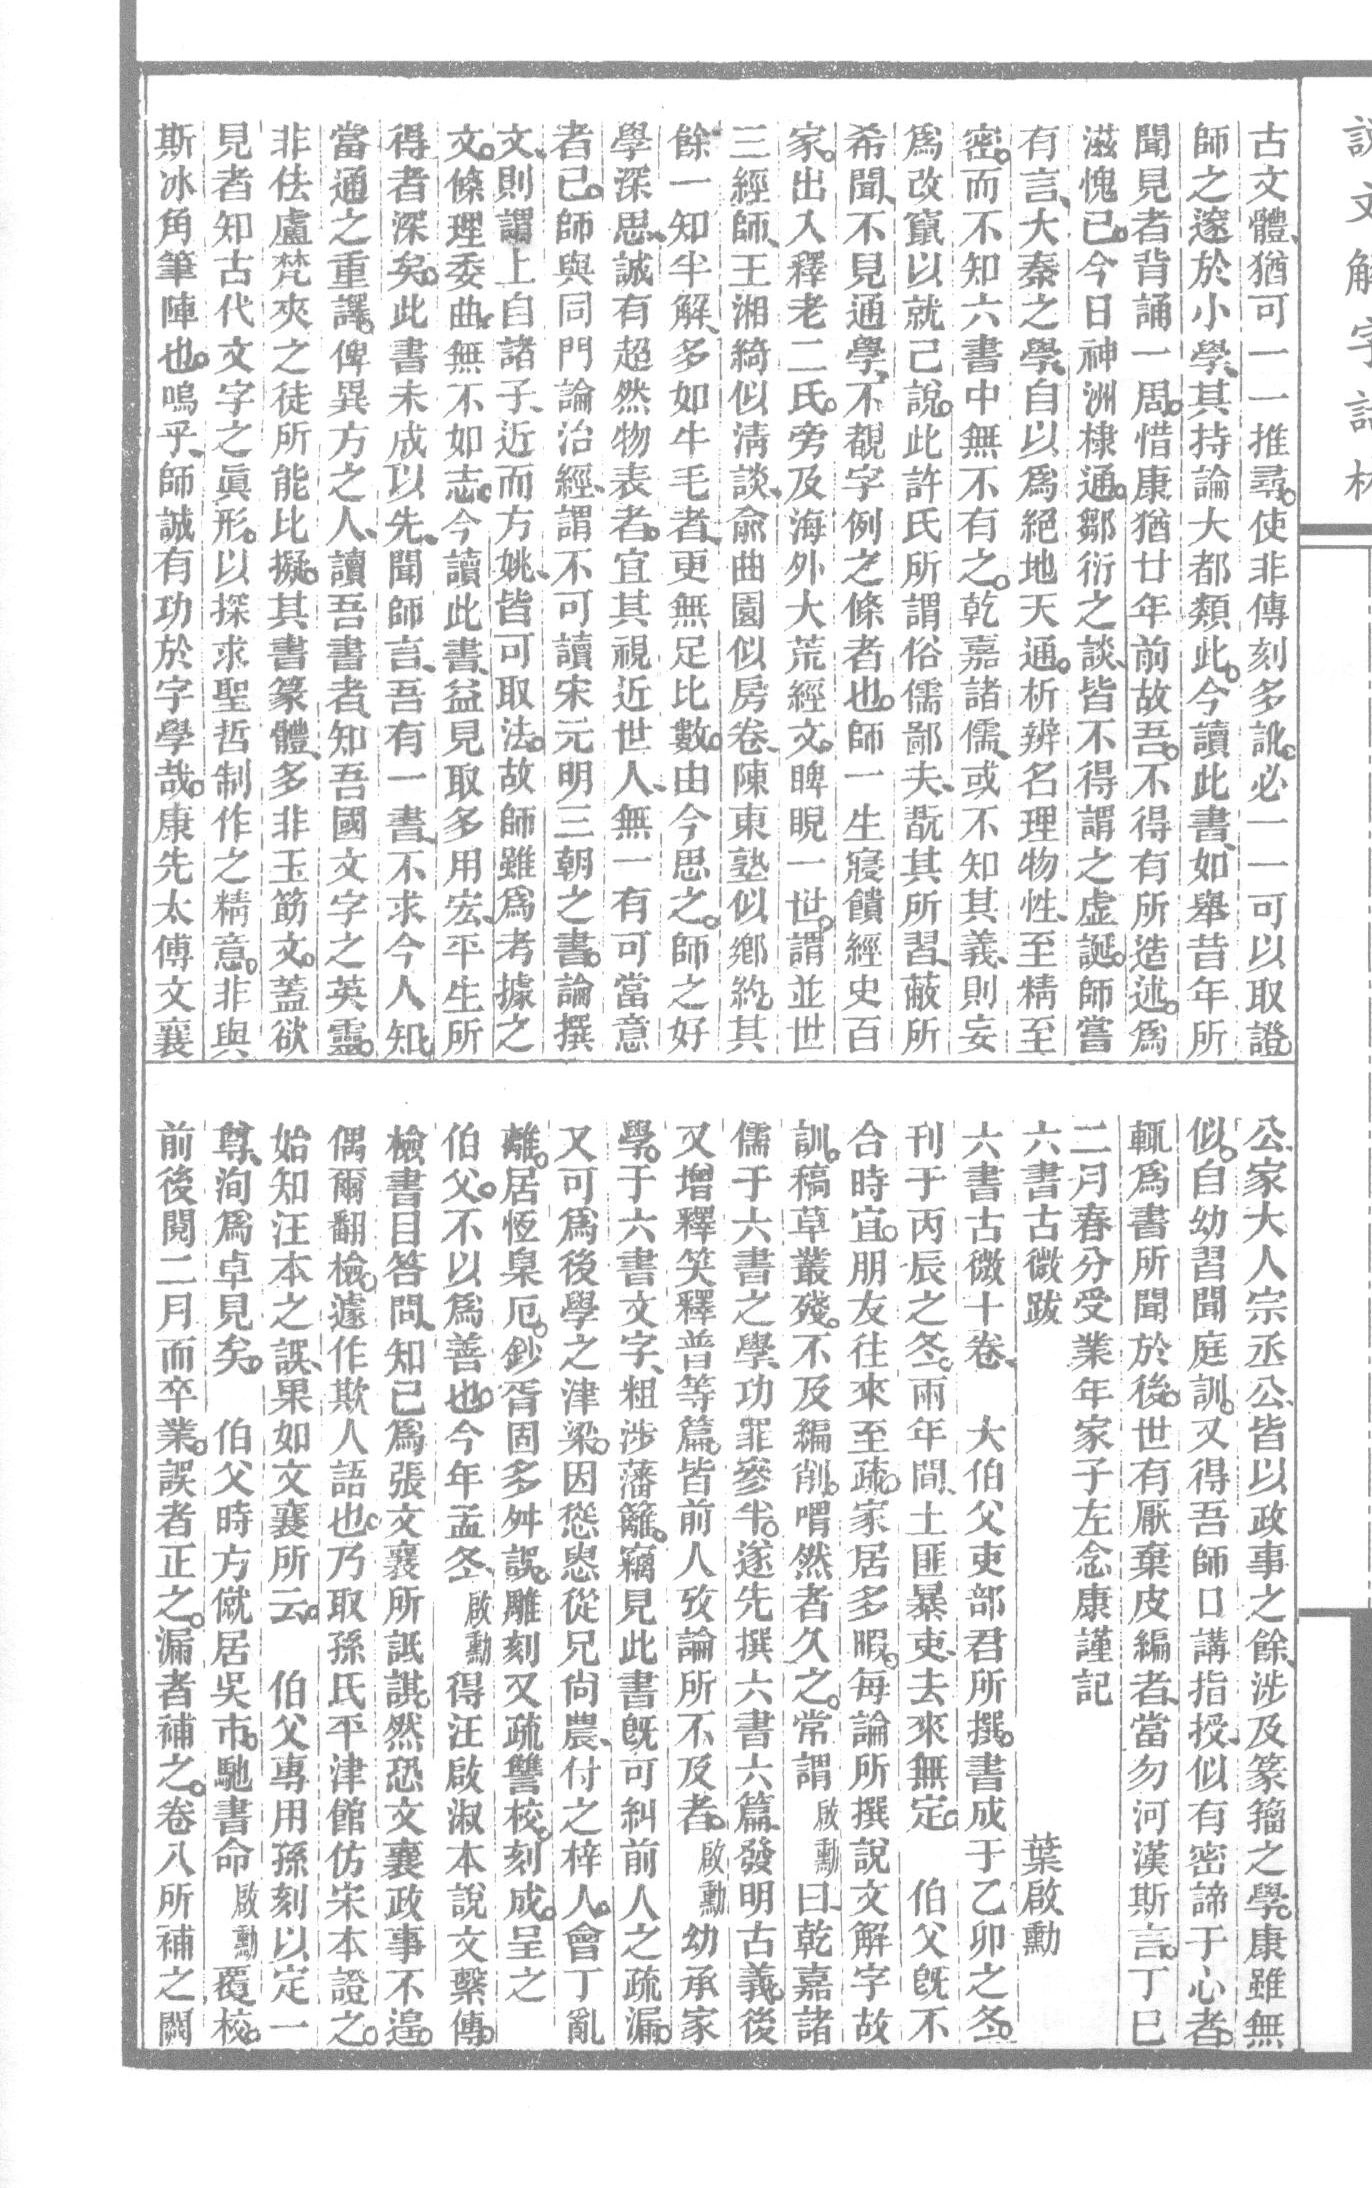 說文解字詁林
古文體、猶可一一推尋。使非傳刻多訛。必一一可以取證。
師之邃於小學、其持論大都類此。今讀此書、如舉昔年所
聞見者背誦一周。惜康猶廿年前故吾。不得有所造述。爲
滋愧已。今日神洲棣通。鄒衍之談、皆不得謂之虛誕。師嘗
有言、大秦之學、自以爲絕地天通。析辨名理物性、至精至
密。而不知六書中無不有之。乾嘉諸儒、或不知其義、則妄
爲改竄以就己說。此許氏所謂俗儒鄙夫、翫其所習、蔽所
希聞、不見通學、不覩字例之條者也。師一生寢饋經史百
家。出入釋老二氏。旁及海外大荒經文。睥睨一世。謂並世
三經師、王湘綺似清談、俞曲園似房卷、陳東塾似鄉約。其
餘一知半解、多如牛毛者、更無足比數。由今思之。師之好
學深思、誠有超然物表者。宜其視近世人、無一有可當意
者已。師與同門論治經、謂不可讀宋元明三朝之書。論撰
文、則謂上自諸子、近而方姚、皆可取法。故師雖爲考據之
文。條理委曲、無不如志。今讀此書、益見取多用宏、平生所
得者深矣。此書未成以先、聞師言、吾有一書、不求今人知。
當通之重譯。俾異方之人、讀吾書者、知吾國文字之英靈。
非佉盧梵夾之徒所能比擬。其書篆體、多非玉筋文。蓋欲
見者知古代文字之眞形。以探求聖哲制作之精意。非與
斯冰角筆陣也。嗚乎、師誠有功於字學哉。康先太傅文襄
公家大人宗丞公、皆以政事之餘、涉及篆籀之學。康雖無
似。自幼習聞庭訓。又得吾師口講指授、似有密諦于心者。
輒爲書所聞於後。世有厭棄皮編者、當勿河漢斯言。丁巳
二月春分受業年家子左念康謹記
六書古微跋　葉啟勳
六書古微十卷、　大伯父吏部君所撰。書成于乙卯之冬。
刊于丙辰之冬。兩年間、土匪暴吏、去來無定。　伯父旣不
合時宜。朋友往來至疏。家居多暇。每論所撰說文解字故
訓。稿草叢殘。不及編削。喟然者久之。常謂啟勳曰、乾嘉諸
儒于六書之學、功罪參半。遂先撰六書六篇、發明古義。後
又增釋笑釋普等篇。皆前人攷論所不及者。啟勳幼承家
學。于六書文字、粗涉藩籬。竊見此書旣可糾前人之疏漏。
又可爲後學之津梁。因慫恿從兄尙農、付之梓人。會丁亂
離。居恆臬厄。鈔胥固多舛誤。雕刻又疏讐校。刻成。呈之
伯父。不以爲善也。今年孟冬、啟勳得汪啟淑本說文繫傳。
檢書目答問、知已爲張文襄所詆諆。然恐文襄政事不遑。
偶爾翻檢。遽作欺人語也。乃取孫氏平津館仿宋本證之。
始知汪本之誤、果如文襄所云。　伯父專用孫刻以定一
尊、洵爲卓見矣。　伯父時方僦居吳市。馳書命啟勳覆校。
前後閱二月而卒業。誤者正之。漏者補之。卷八所補之闕